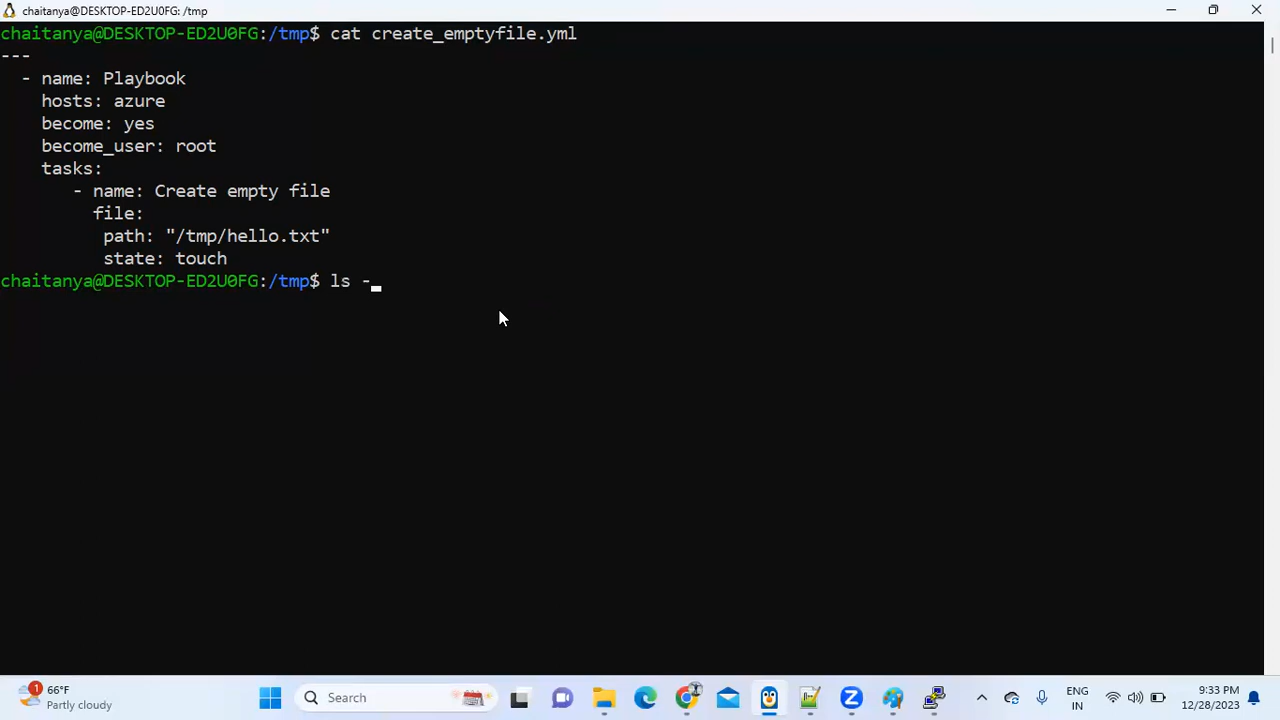 chaitanya@DESKTOP-ED2U0FG: /tmp
chaitanya@DESKTOP-ED2U0FG:/tmp$ cat create_emptyfile.yml
---
  - name: Playbook
    hosts: azure
    become: yes
    become_user: root
    tasks:
       - name: Create empty file
         file:
          path: "/tmp/hello.txt"
          state: touch
chaitanya@DESKTOP-ED2U0FG:/tmp$ ls -_
1
66°F
Partly cloudy
Search
ENG
IN
9:33 PM
12/28/2023